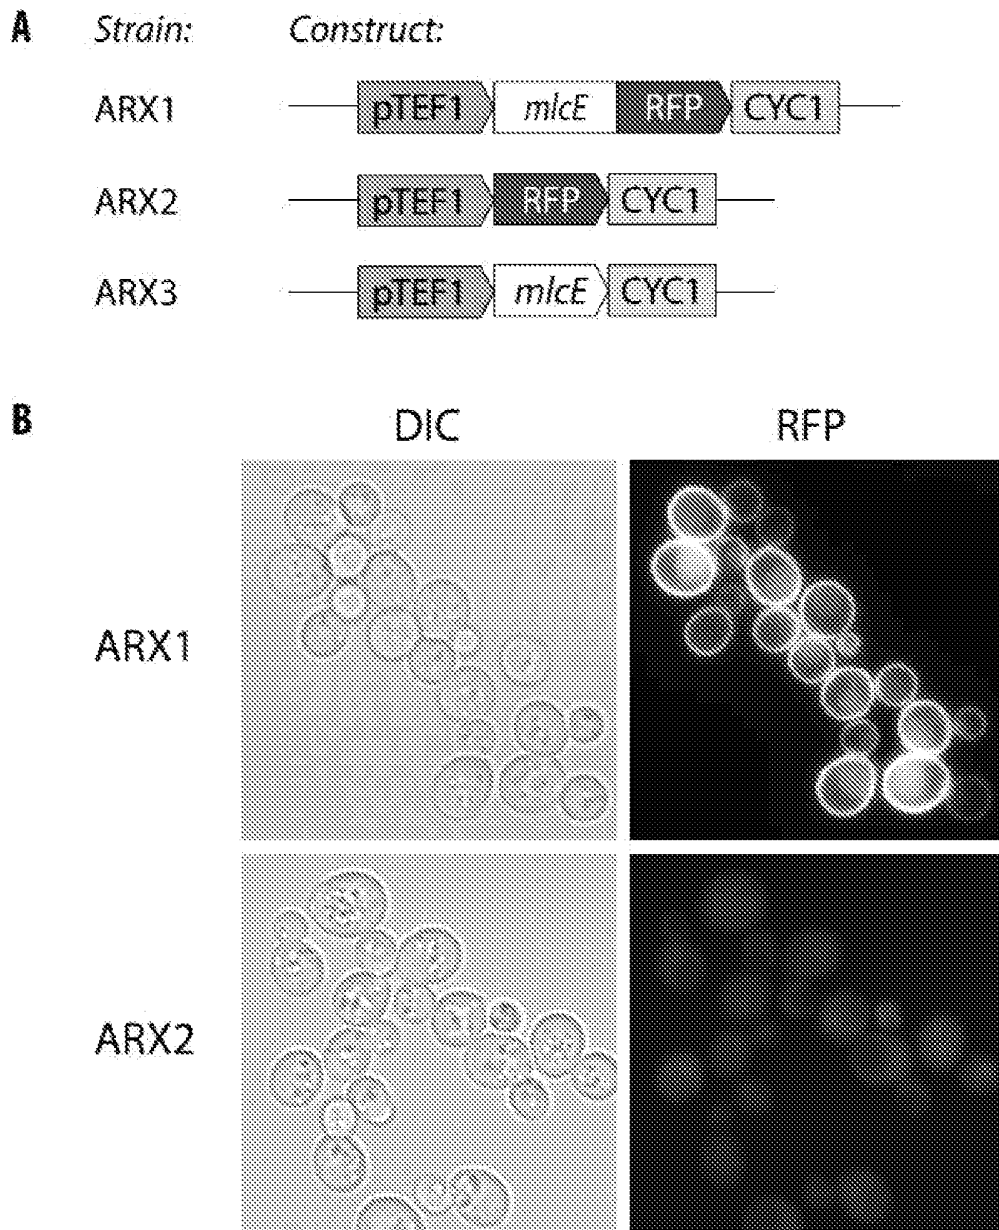 A Strain: Construct:
ARX1 pTEF1 mlcE RFP CYC1
ARX2 pTEF1 RFP CYC1
ARX3 pTEF1 mlcE CYC1
B DIC RFP
ARX1
ARX2